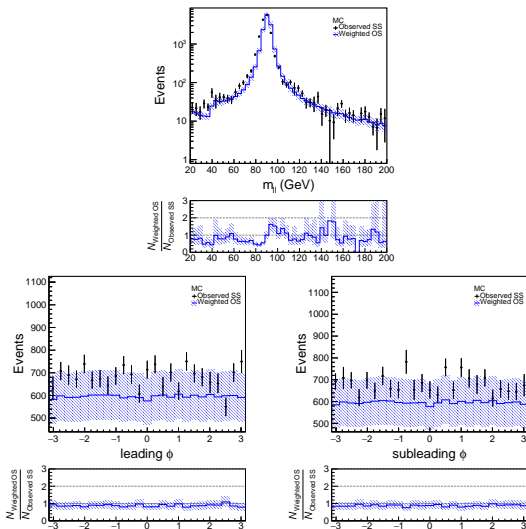 MC
Observed SS
Weighted OS
Events
10³
10²
10
1
20 40 60 80 100 120 140 160 180 200
m_ll (GeV)
N_Weighted OS
N_Observed SS
3
2
1
0
20 40 60 80 100 120 140 160 180 200
MC
Observed SS
Weighted OS
Events
1100
1000
900
800
700
600
500
−3 −2 −1 0 1 2 3
leading ϕ
N_Weighted OS
N_Observed SS
3
2
1
0
−3 −2 −1 0 1 2 3
MC
Observed SS
Weighted OS
Events
1100
1000
900
800
700
600
500
−3 −2 −1 0 1 2 3
subleading ϕ
N_Weighted OS
N_Observed SS
3
2
1
0
−3 −2 −1 0 1 2 3